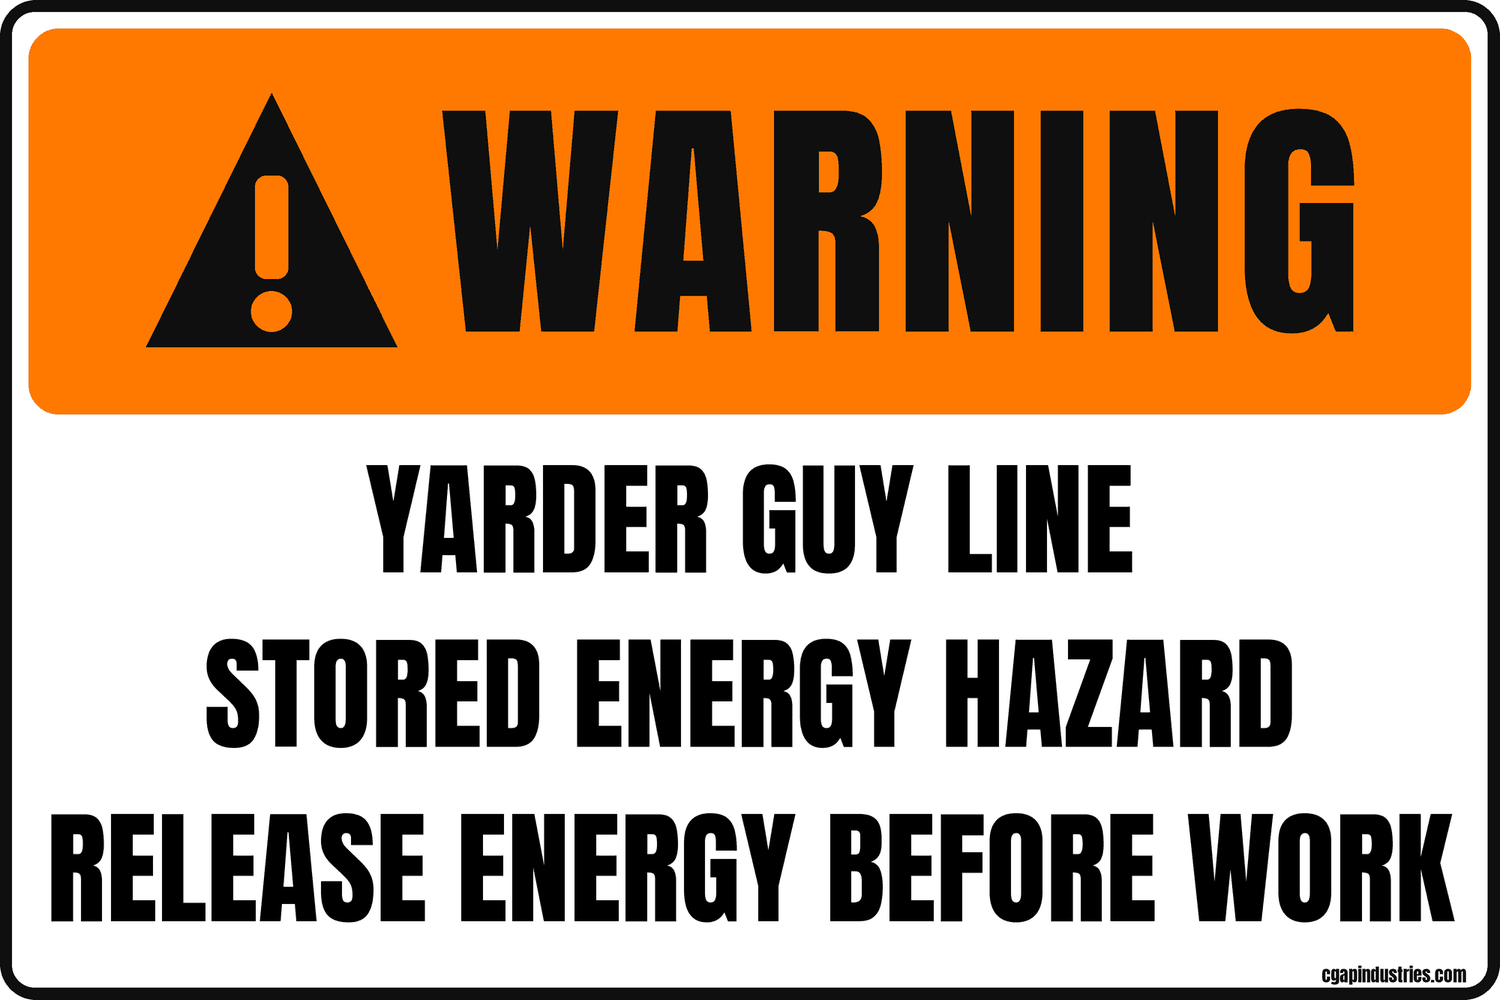 WARNING
YARDER GUY LINE
STORED ENERGY HAZARD
RELEASE ENERGY BEFORE WORK
cgapindustries.com